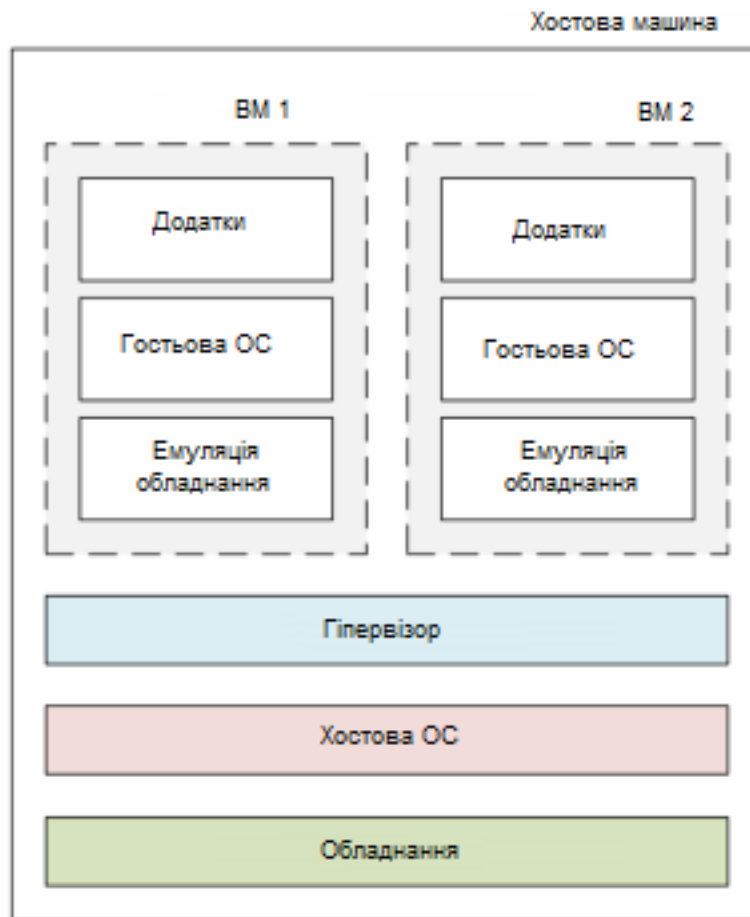 Хостова машина
ВМ 1
ВМ 2
Додатки
Гостьова ОС
Емуляція
обладнання
Додатки
Гостьова ОС
Емуляція
обладнання
Гіпервізор
Хостова ОС
Обладнання